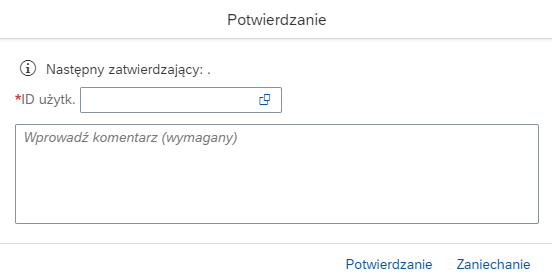 Potwierdzanie
Następny zatwierdzający: .
*ID użytk.
Wprowadź komentarz (wymagany)
Potwierdzanie Zaniechanie